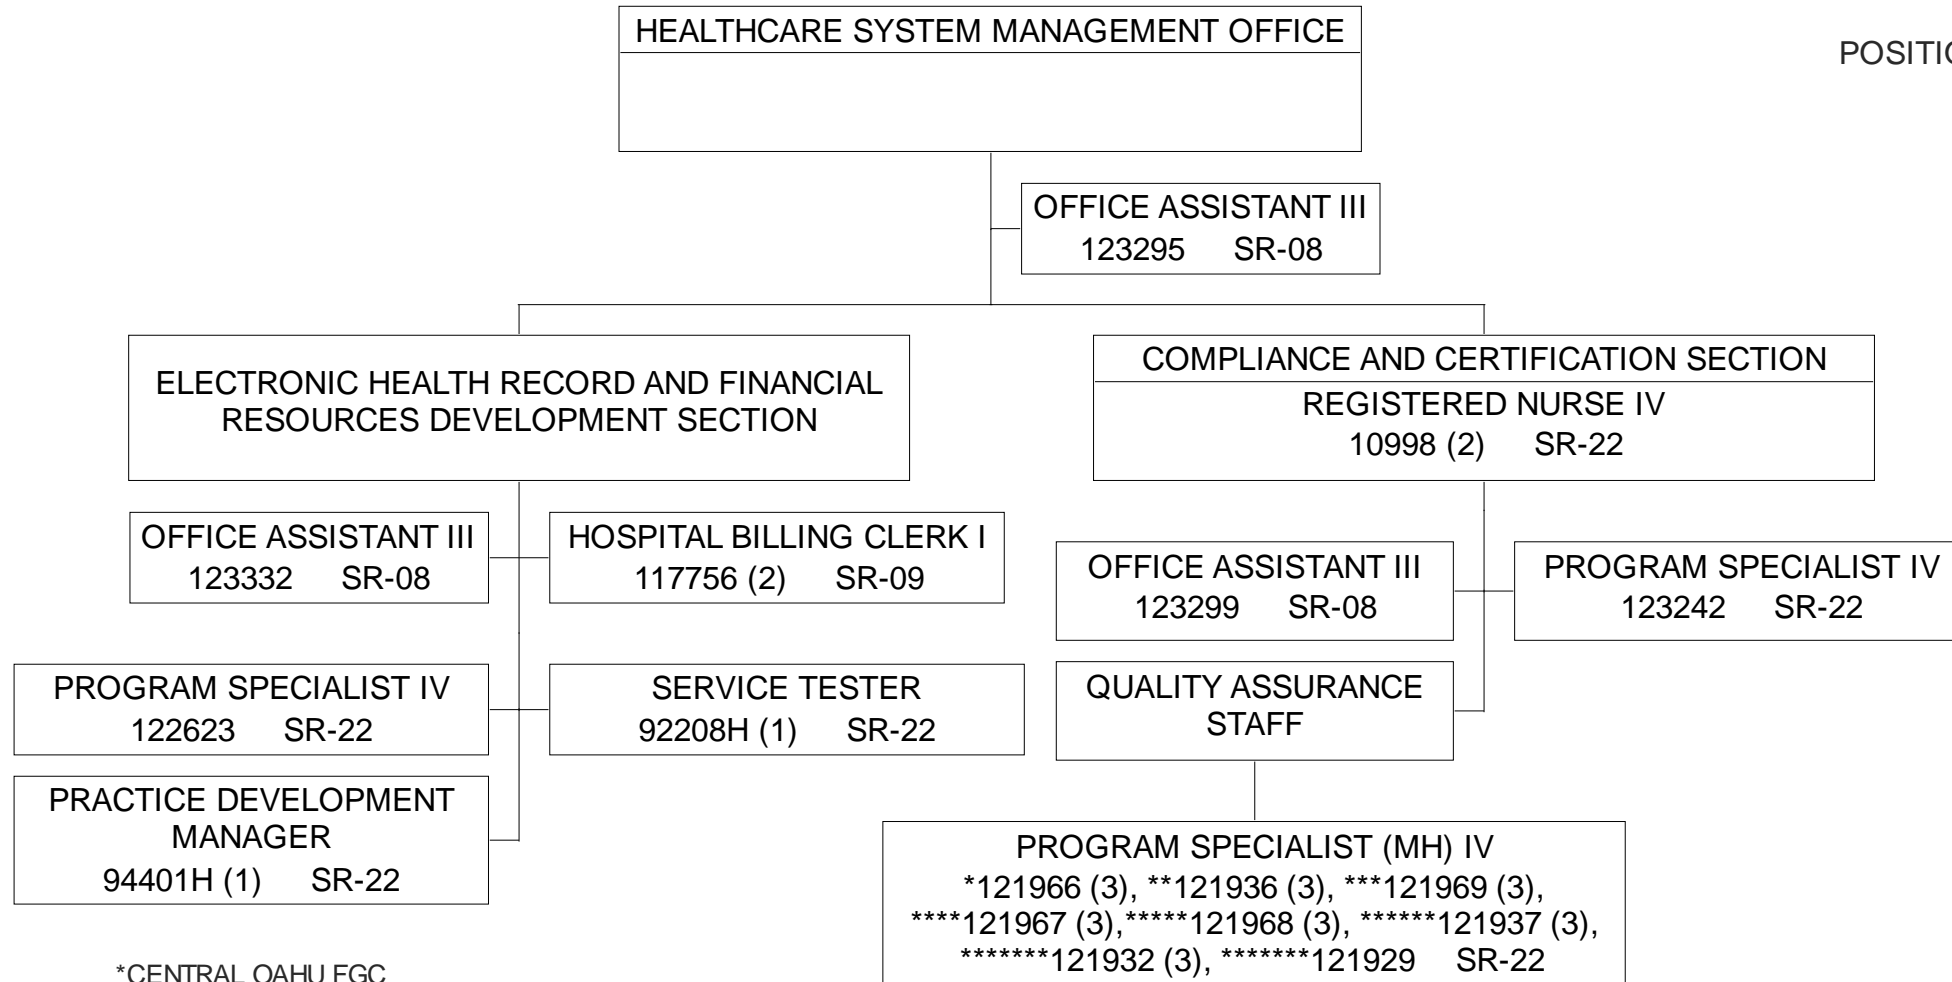 HEALTHCARE SYSTEM MANAGEMENT OFFICE
OFFICE ASSISTANT III
123295 SR-08
ELECTRONIC HEALTH RECORD AND FINANCIAL
RESOURCES DEVELOPMENT SECTION
COMPLIANCE AND CERTIFICATION SECTION
REGISTERED NURSE IV
10998 (2) SR-22
OFFICE ASSISTANT III
123332 SR-08
HOSPITAL BILLING CLERK I
117756 (2) SR-09
OFFICE ASSISTANT III
123299 SR-08
PROGRAM SPECIALIST IV
123242 SR-22
PROGRAM SPECIALIST IV
122623 SR-22
SERVICE TESTER
92208H (1) SR-22
QUALITY ASSURANCE
STAFF
PRACTICE DEVELOPMENT
MANAGER
94401H (1) SR-22
PROGRAM SPECIALIST (MH) IV
*121966 (3), **121936 (3), ***121969 (3),
****121967 (3),*****121968 (3), ******121937 (3),
*******121932 (3), *******121929 SR-22
*CENTRAL OAHU FGC